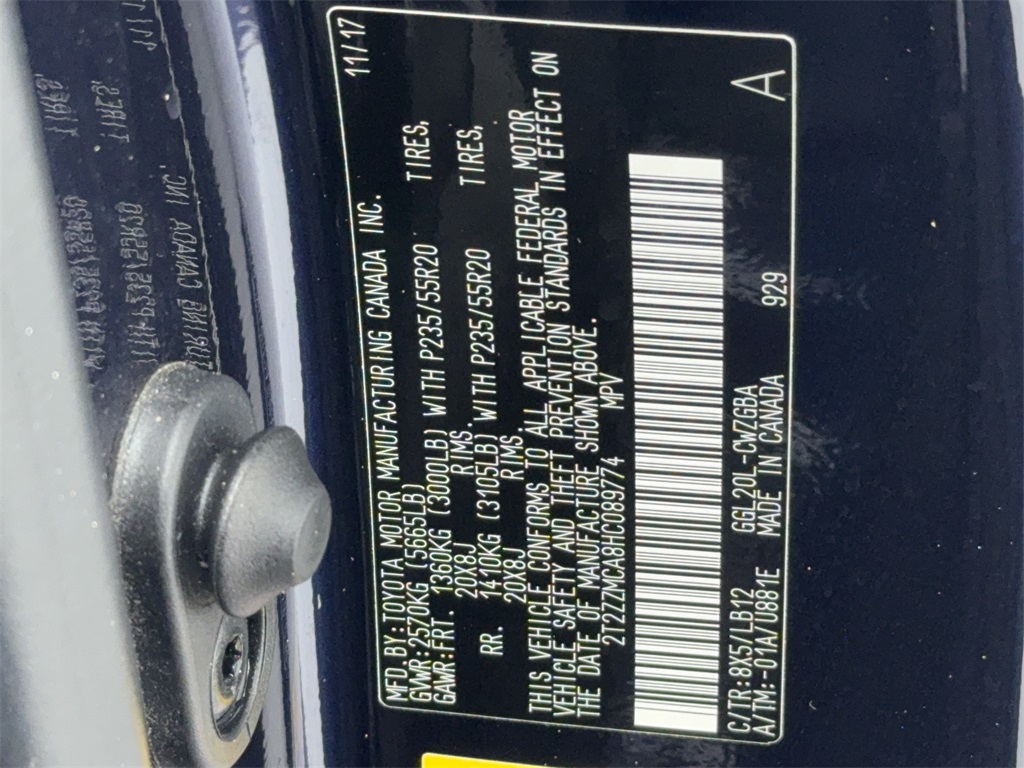 11/17
MFD.BY:TOYOTA MOTOR MANUFACTURING CANADA INC.
GVWR:2570KG (5665LB)
GAWR:FRT. 1360KG (3000LB) WITH P235/55R20 TIRES,
20X8J RIMS.
RR. 1410KG (3105LB) WITH P235/55R20 TIRES,
20X8J RIMS
THIS VEHICLE CONFORMS TO ALL APPLICABLE FEDERAL MOTOR
VEHICLE SAFETY AND THEFT PREVENTION STANDARDS IN EFFECT ON
THE DATE OF MANUFACTURE SHOWN ABOVE.
2T2ZZMCA8HC089774 MPV
C/TR:8X5/LB12 GGL20L-CWZGBA
A/TM:-01A/U881E MADE IN CANADA 929
A